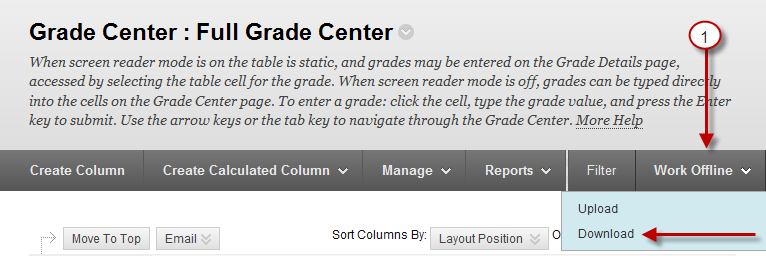 Grade Center : Full Grade Center
1
When screen reader mode is on the table is static, and grades may be entered on the Grade Details page,
accessed by selecting the table cell for the grade. When screen reader mode is off, grades can be typed directly
into the cells on the Grade Center page. To enter a grade: click the cell, type the grade value, and press the Enter
key to submit. Use the arrow keys or the tab key to navigate through the Grade Center. More Help
Create Column Create Calculated Column Manage Reports Filter Work Offline
Upload
Download
Move To Top Email Sort Columns By: Layout Position O